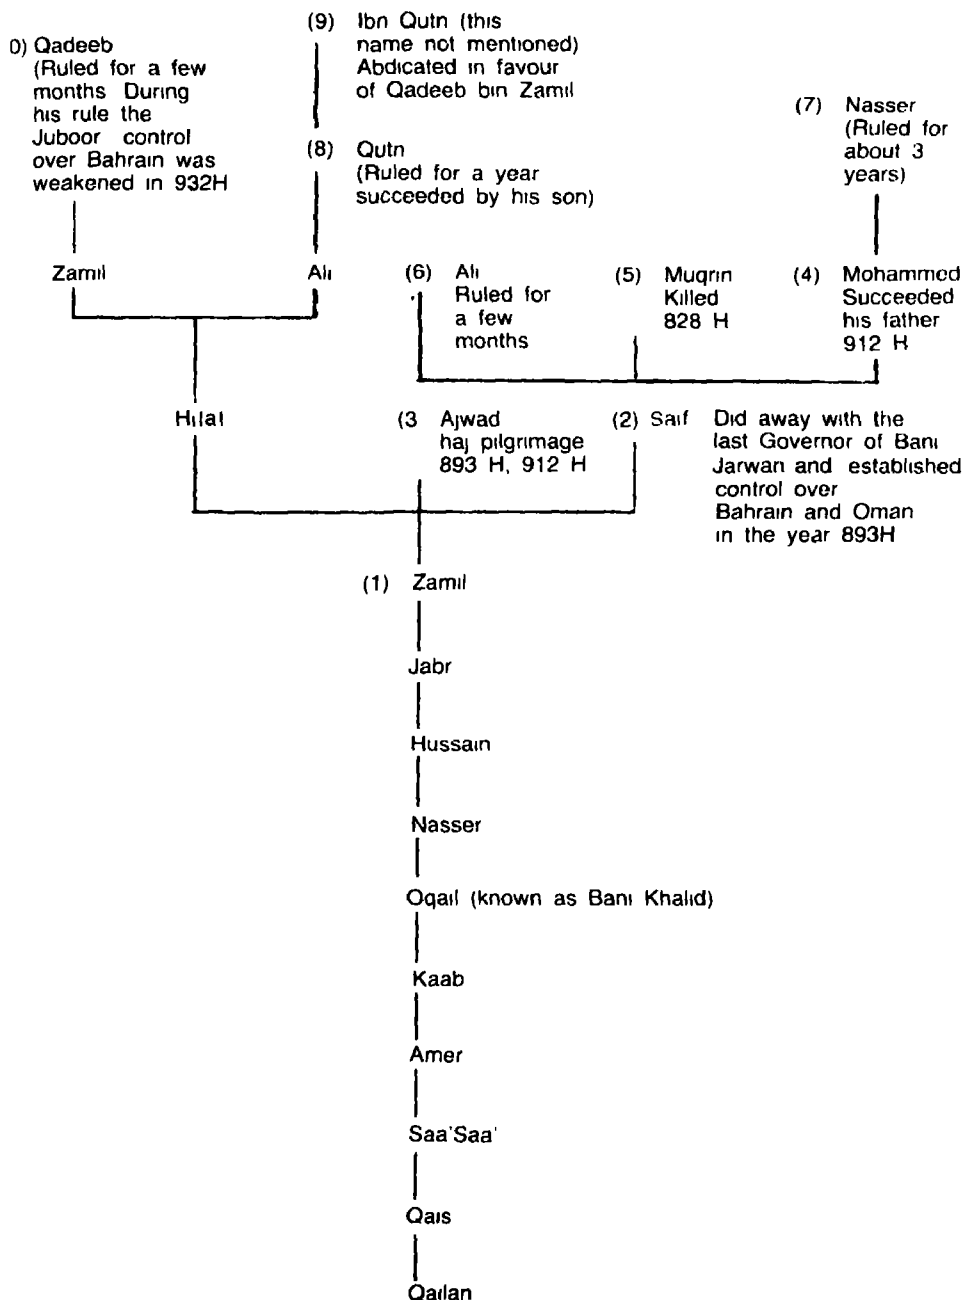 (9) Ibn Qutn (this
name not mentioned)
Abdicated in favour
of Qadeeb bin Zamil
0) Qadeeb
(Ruled for a few
months During
his rule the
Juboor control
over Bahrain was
weakened in 932H
(7) Nasser
(Ruled for
about 3
years)
(8) Qutn
(Ruled for a year
succeeded by his son)
Zamil
Ali
(6) Ali
Ruled for
a few
months
(5) Muqrin
Killed
828 H
(4) Mohammed
Succeeded
his father
912 H
Hilal
(3 Ajwad
haj pilgrimage
893 H, 912 H
(2) Saif Did away with the
last Governor of Bani
Jarwan and established
control over
Bahrain and Oman
in the year 893H
(1) Zamil
Jabr
Hussain
Nasser
Oqail (known as Bani Khalid)
Kaab
Amer
Saa'Saa'
Qais
Qailan